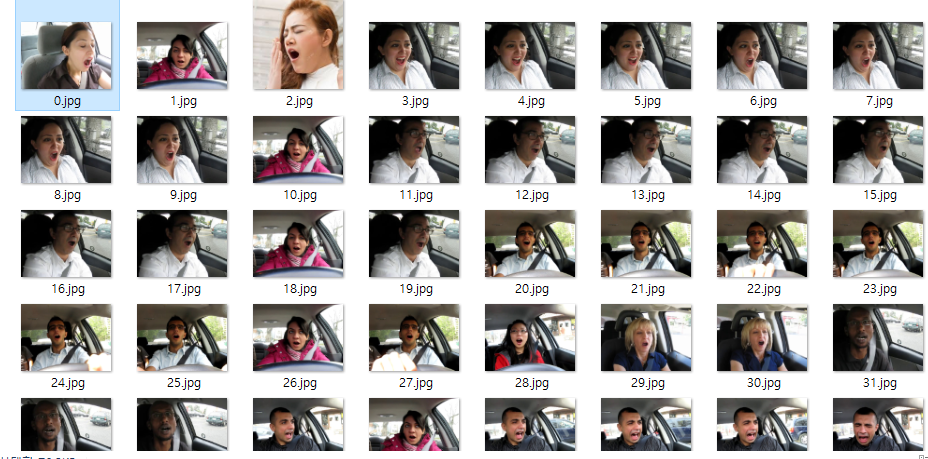 0.jpg 1.jpg 2.jpg 3.jpg 4.jpg 5.jpg 6.jpg 7.jpg
8.jpg 9.jpg 10.jpg 11.jpg 12.jpg 13.jpg 14.jpg 15.jpg
16.jpg 17.jpg 18.jpg 19.jpg 20.jpg 21.jpg 22.jpg 23.jpg
24.jpg 25.jpg 26.jpg 27.jpg 28.jpg 29.jpg 30.jpg 31.jpg